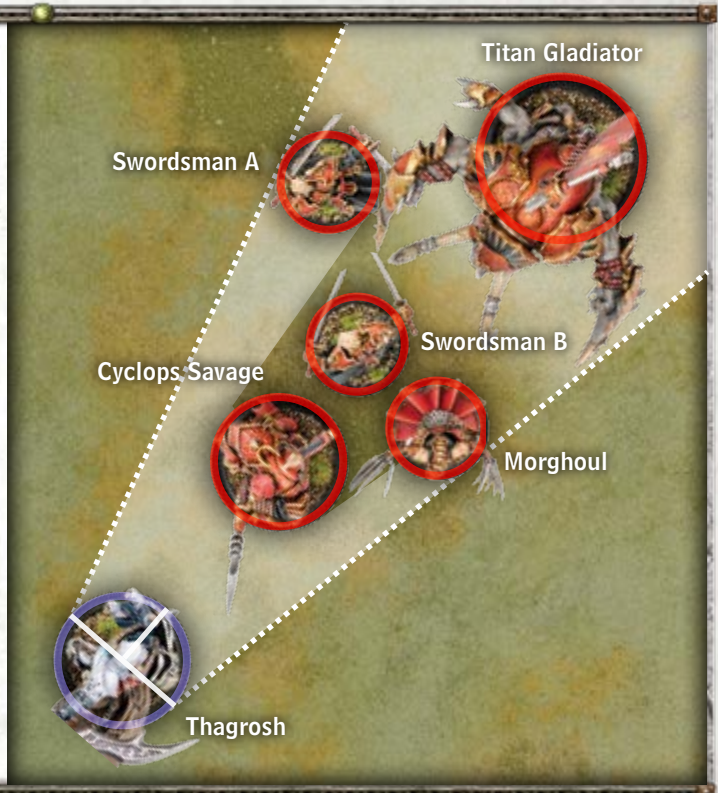 Titan Gladiator
Swordsman A
Swordsman B
Cyclops Savage
Morghoul
Thagrosh